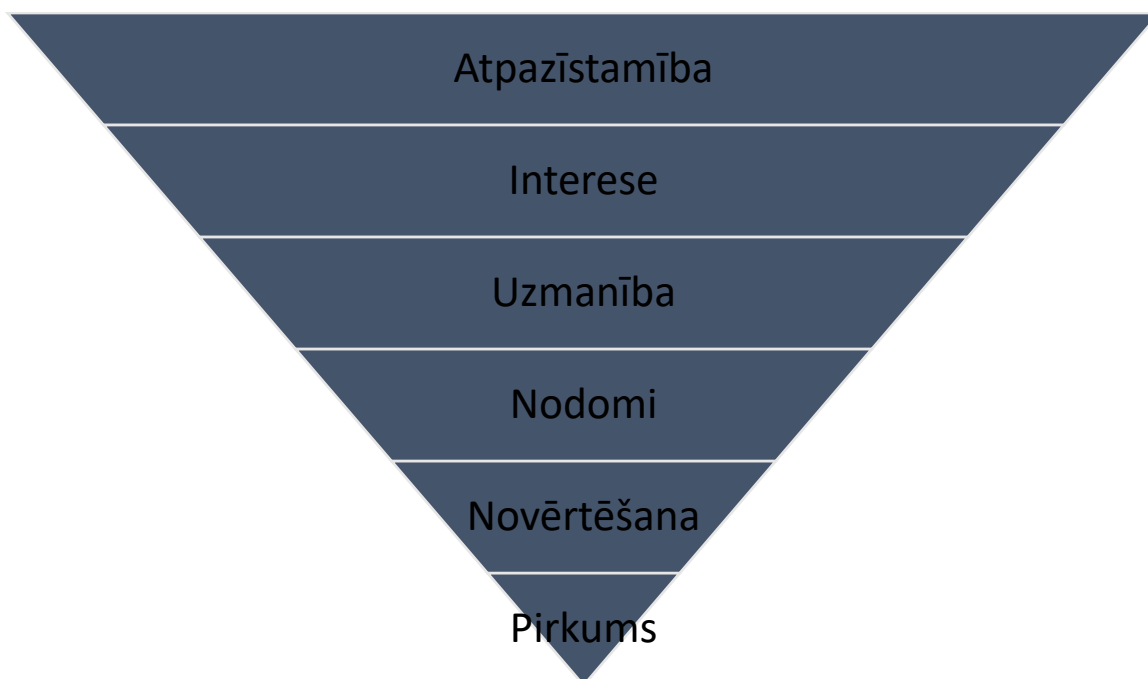 Atpazīstamība
Interese
Uzmanība
Nodomi
Novērtēšana
Pirkums